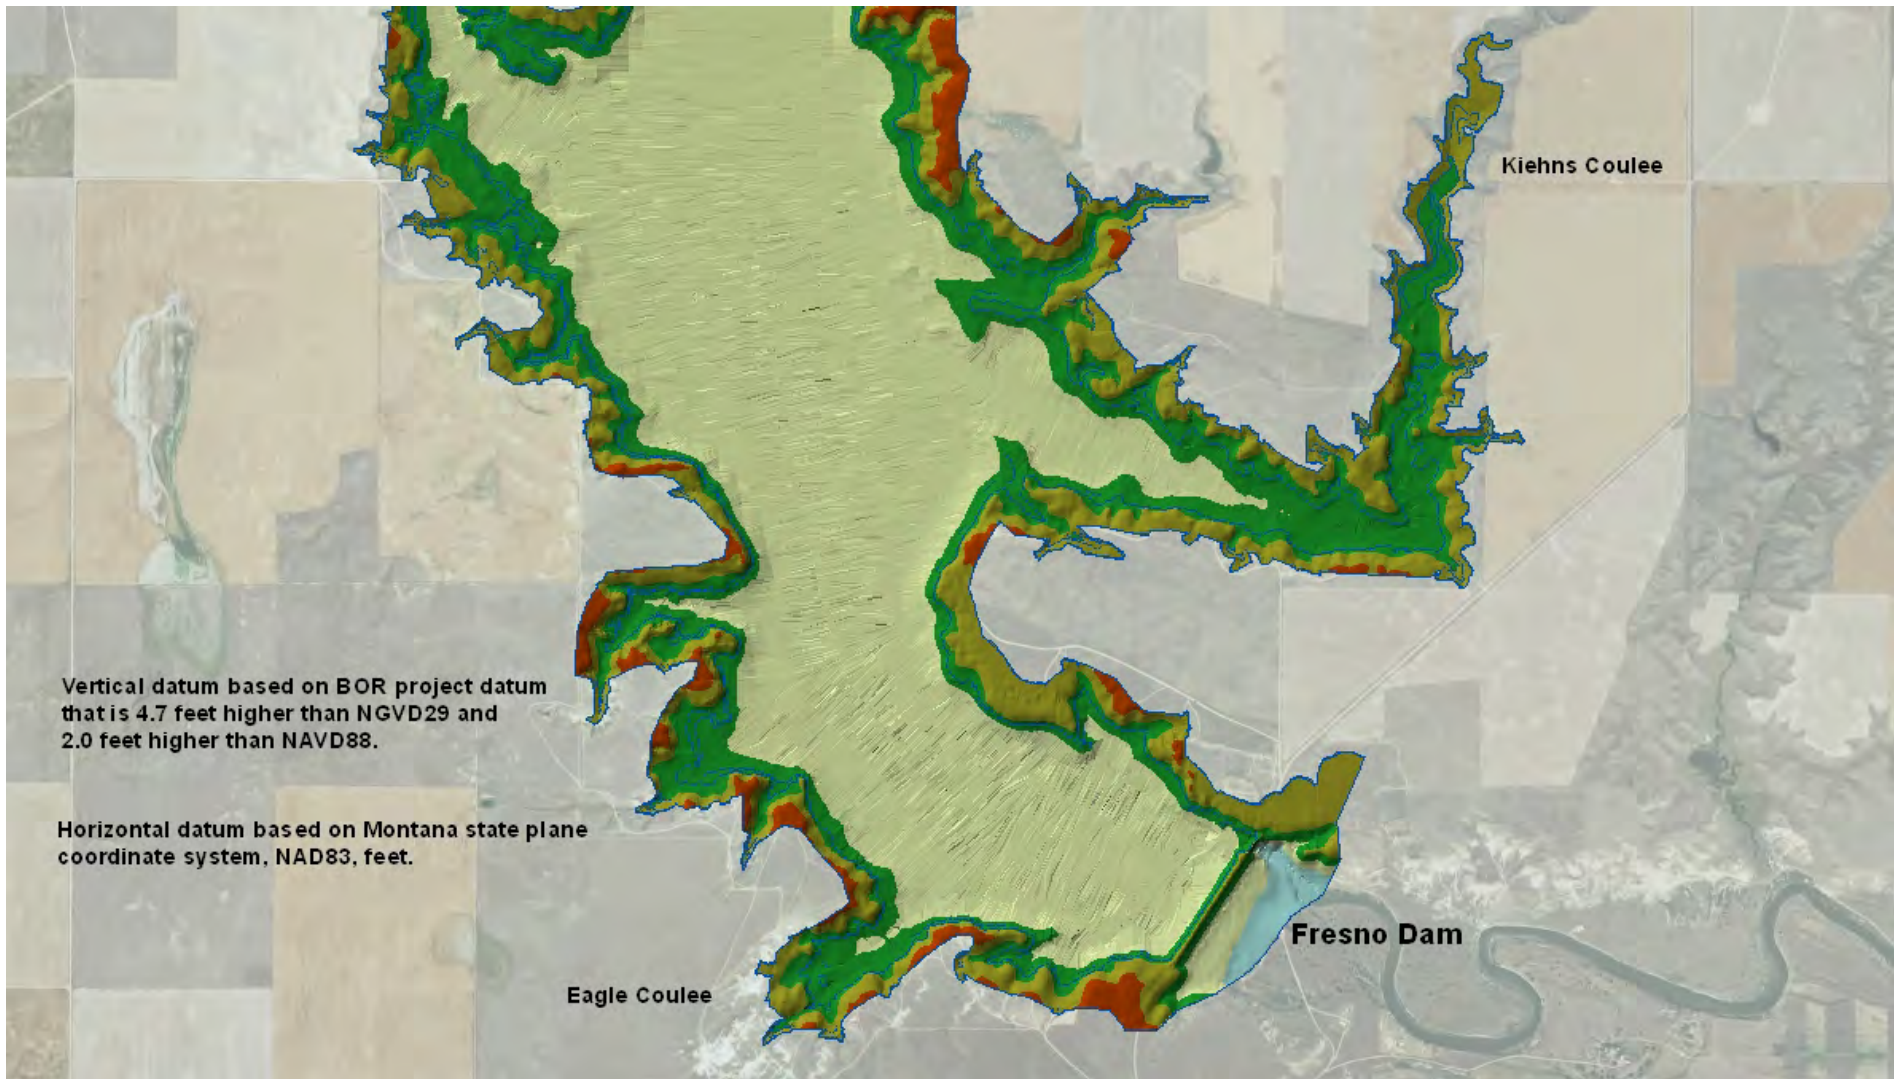 Kiehns Coulee
Vertical datum based on BOR project datum
that is 4.7 feet higher than NGVD29 and
2.0 feet higher than NAVD88.
Horizontal datum based on Montana state plane
coordinate system, NAD83, feet.
Fresno Dam
Eagle Coulee